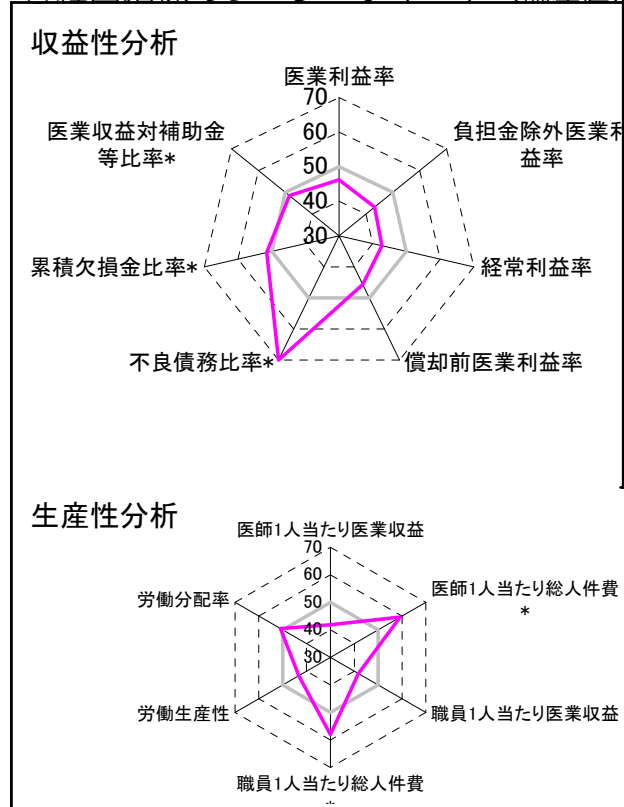 収益性分析
医業利益率
70
60
50
40
30
負担金除外医業利
益率
経常利益率
償却前医業利益率
不良債務比率*
累積欠損金比率*
医業収益対補助金
等比率*
生産性分析
医師1人当たり医業収益
70
60
50
40
30
医師1人当たり総人件費
*
職員1人当たり医業収益
職員1人当たり総人件費
*
労働生産性
労働分配率